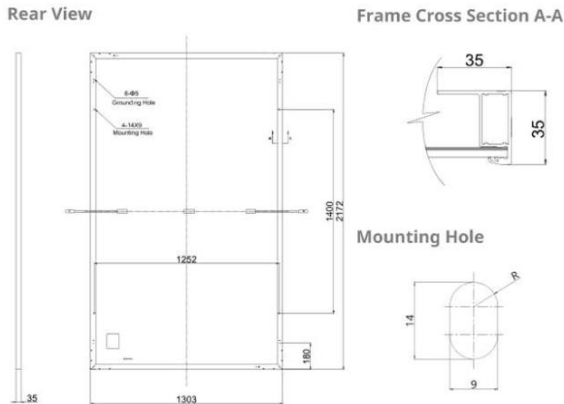 Rear View
Frame Cross Section A-A
35
35
6-Φ5
Grounding Hole
4-14X9
Mounting Hole
1400
2172
1252
Mounting Hole
R
14
9
180
35
1303